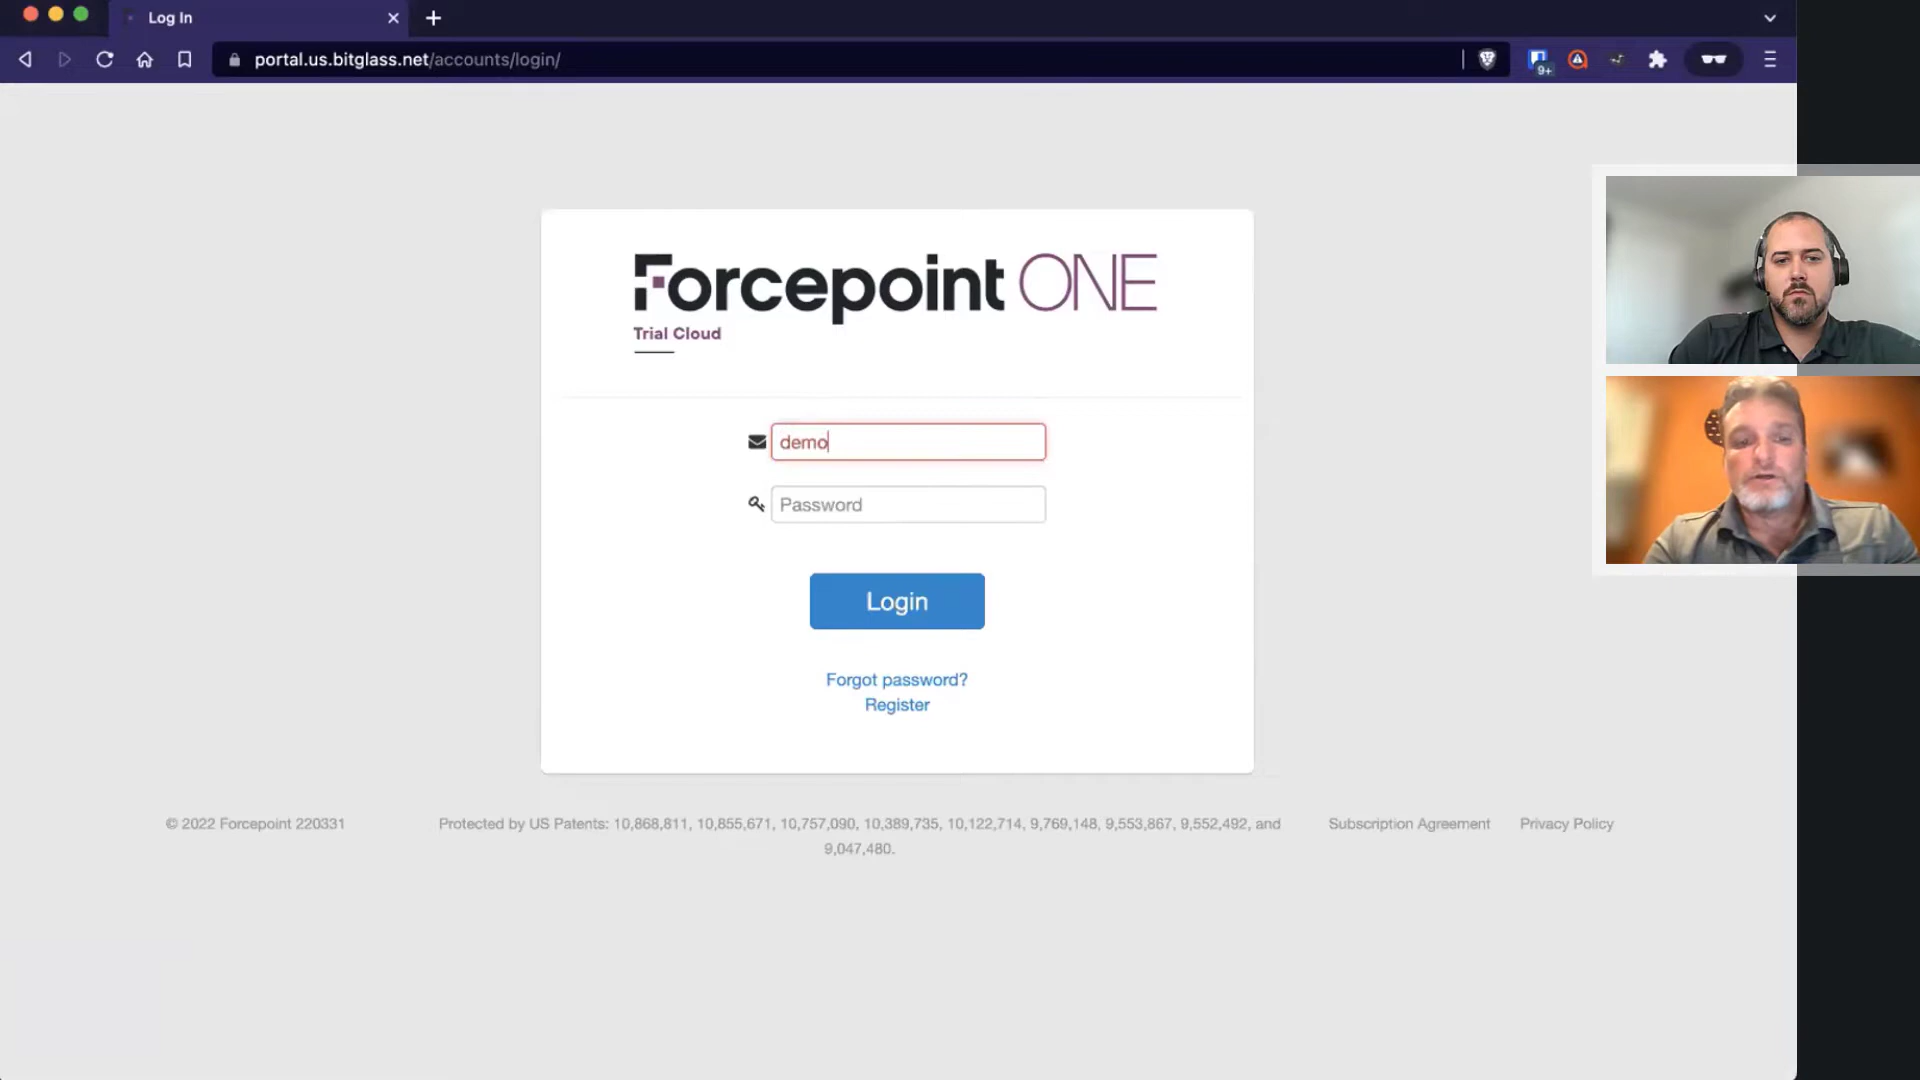 Log In
portal.us.bitglass.net/accounts/login/
9+
Forcepoint ONE
Trial Cloud
demo
Password
Login
Forgot password?
Register
© 2022 Forcepoint 220331
Protected by US Patents: 10,868,811, 10,855,671, 10,757,090, 10,389,735, 10,122,714, 9,769,148, 9,553,867, 9,552,492, and
9,047,480.
Subscription Agreement
Privacy Policy